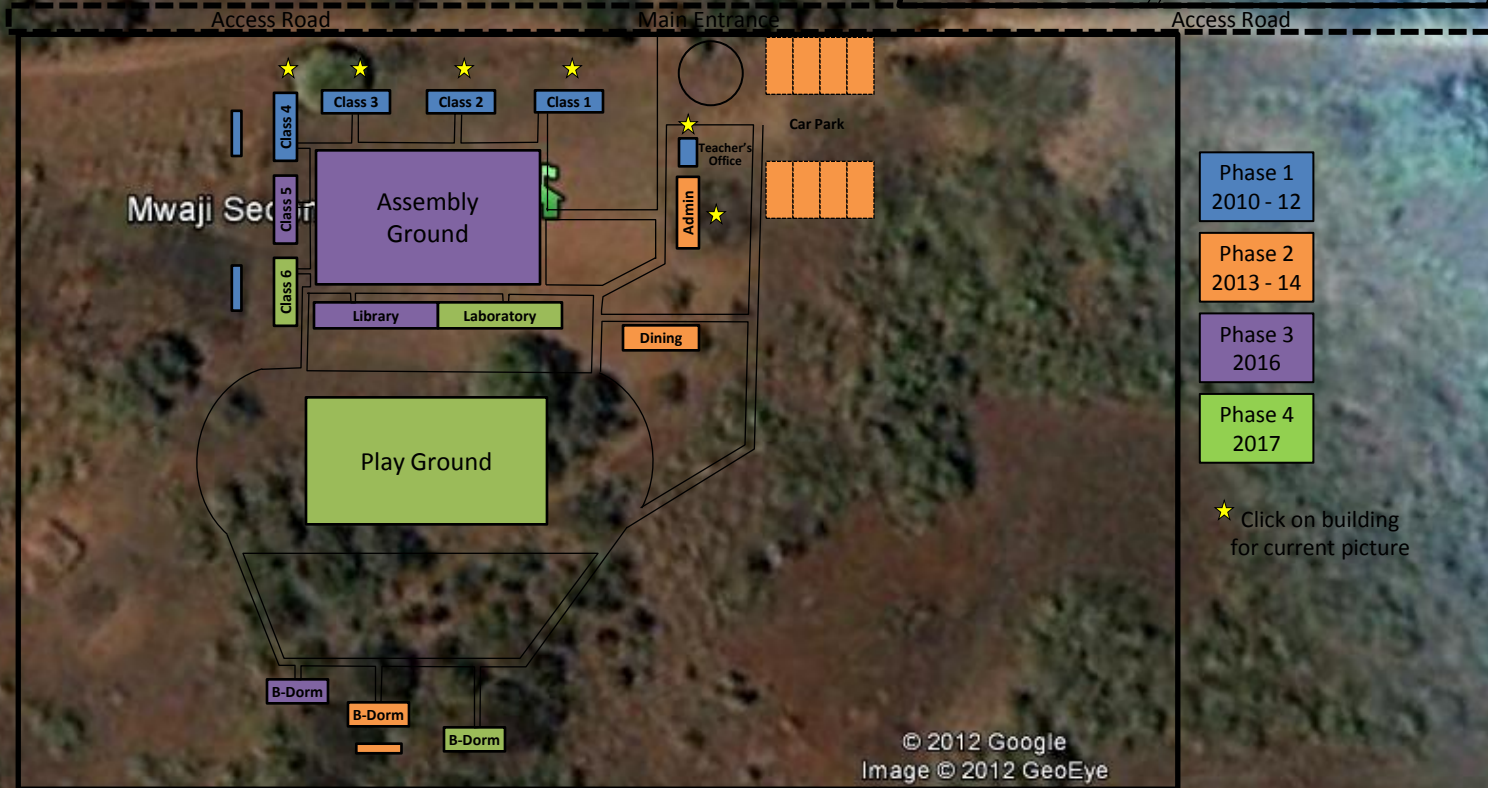 Access Road
Main Entrance
Access Road
Class 4
Class 3
Class 2
Class 1
Car Park
Teacher's
Office
Admin
Mwaji
Class 5
Assembly
Ground
Class 6
Library
Laboratory
Dining
Play Ground
B-Dorm
B-Dorm
B-Dorm
Phase 1
2010 - 12
Phase 2
2013 - 14
Phase 3
2016
Phase 4
2017
Click on building
for current picture
© 2012 Google
Image © 2012 GeoEye